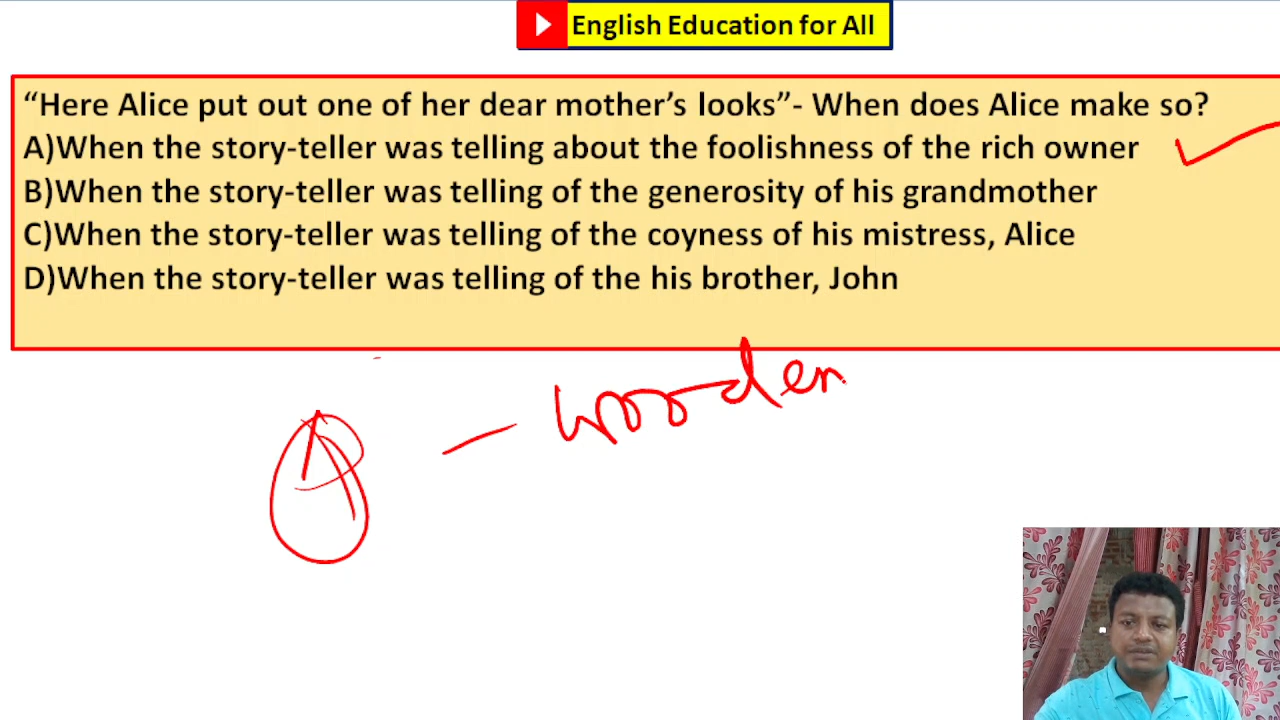 English Education for All
“Here Alice put out one of her dear mother’s looks”- When does Alice make so?
A)When the story-teller was telling about the foolishness of the rich owner
B)When the story-teller was telling of the generosity of his grandmother
C)When the story-teller was telling of the coyness of his mistress, Alice
D)When the story-teller was telling of the his brother, John
- wooden